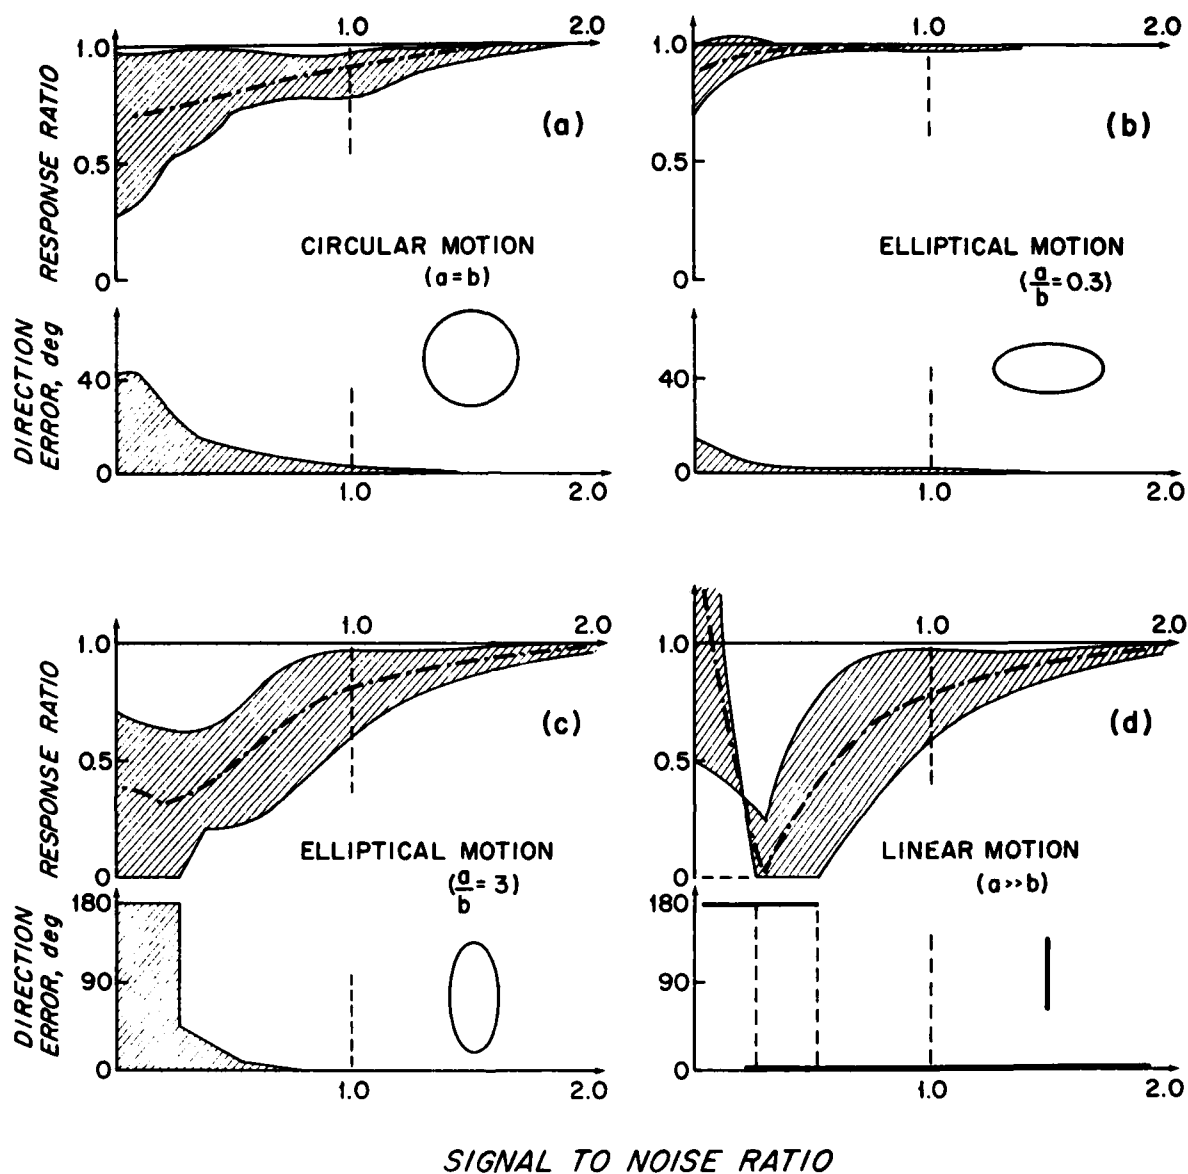 1.0 2.0
1.0
0.5
0
RESPONSE RATIO
(a)
CIRCULAR MOTION
(a=b)
DIRECTION
ERROR, deg
40
0
1.0 2.0
1.0 2.0
1.0
0.5
0
(b)
ELLIPTICAL MOTION
(a/b=0.3)
40
0
1.0 2.0
1.0 2.0
1.0
0.5
0
RESPONSE RATIO
(c)
ELLIPTICAL MOTION
(a/b=3)
DIRECTION
ERROR, deg
180
90
0
1.0 2.0
1.0 2.0
1.0
0.5
0
(d)
LINEAR MOTION
(a>>b)
180
90
0
1.0 2.0
SIGNAL TO NOISE RATIO